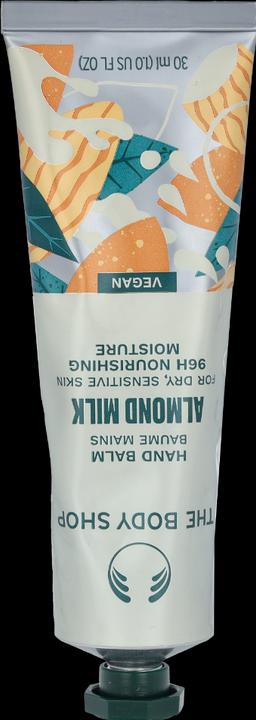 THE BODY SHOP
HAND BALM
BAUME MAINS
ALMOND MILK
FOR DRY, SENSITIVE SKIN
96H NOURISHING
MOISTURE
VEGAN
30 ml (1.0 US FL OZ)